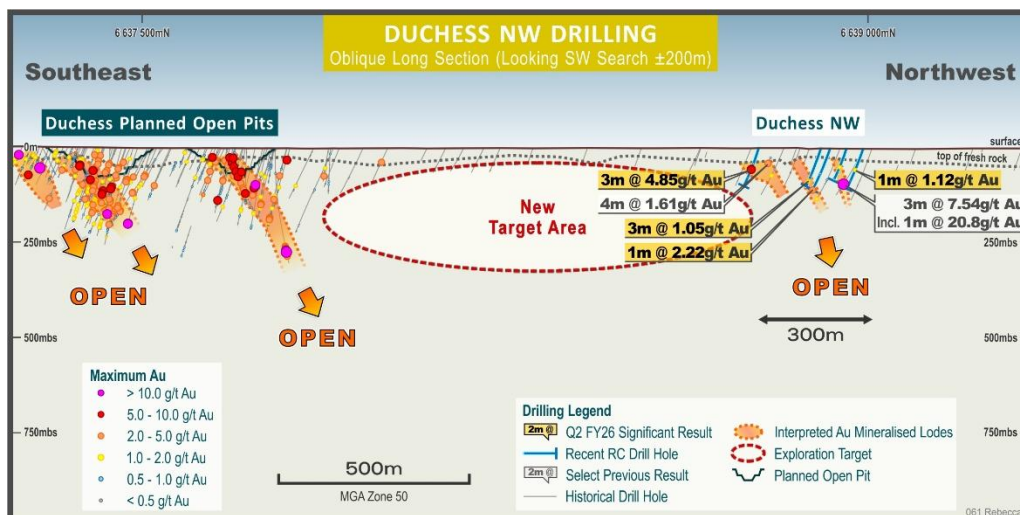 DUCHESS NW DRILLING
Oblique Long Section (Looking SW Search ±200m)
6 637 500mN
6 639 000mN
Southeast
Northwest
Duchess Planned Open Pits
Duchess NW
0m
surface
top of fresh rock
3m @ 4.85g/t Au
4m @ 1.61g/t Au
3m @ 1.05g/t Au
1m @ 2.22g/t Au
1m @ 1.12g/t Au
3m @ 7.54g/t Au
Incl. 1m @ 20.8g/t Au
New
Target Area
250mbs
250mbs
OPEN
OPEN
OPEN
300m
500mbs
500mbs
Maximum Au
> 10.0 g/t Au
5.0 - 10.0 g/t Au
2.0 - 5.0 g/t Au
1.0 - 2.0 g/t Au
0.5 - 1.0 g/t Au
< 0.5 g/t Au
750mbs
750mbs
500m
MGA Zone 50
Drilling Legend
2m @ Q2 FY26 Significant Result
Recent RC Drill Hole
2m @ Select Previous Result
Historical Drill Hole
Interpreted Au Mineralised Lodes
Exploration Target
Planned Open Pit
061 Rebecca